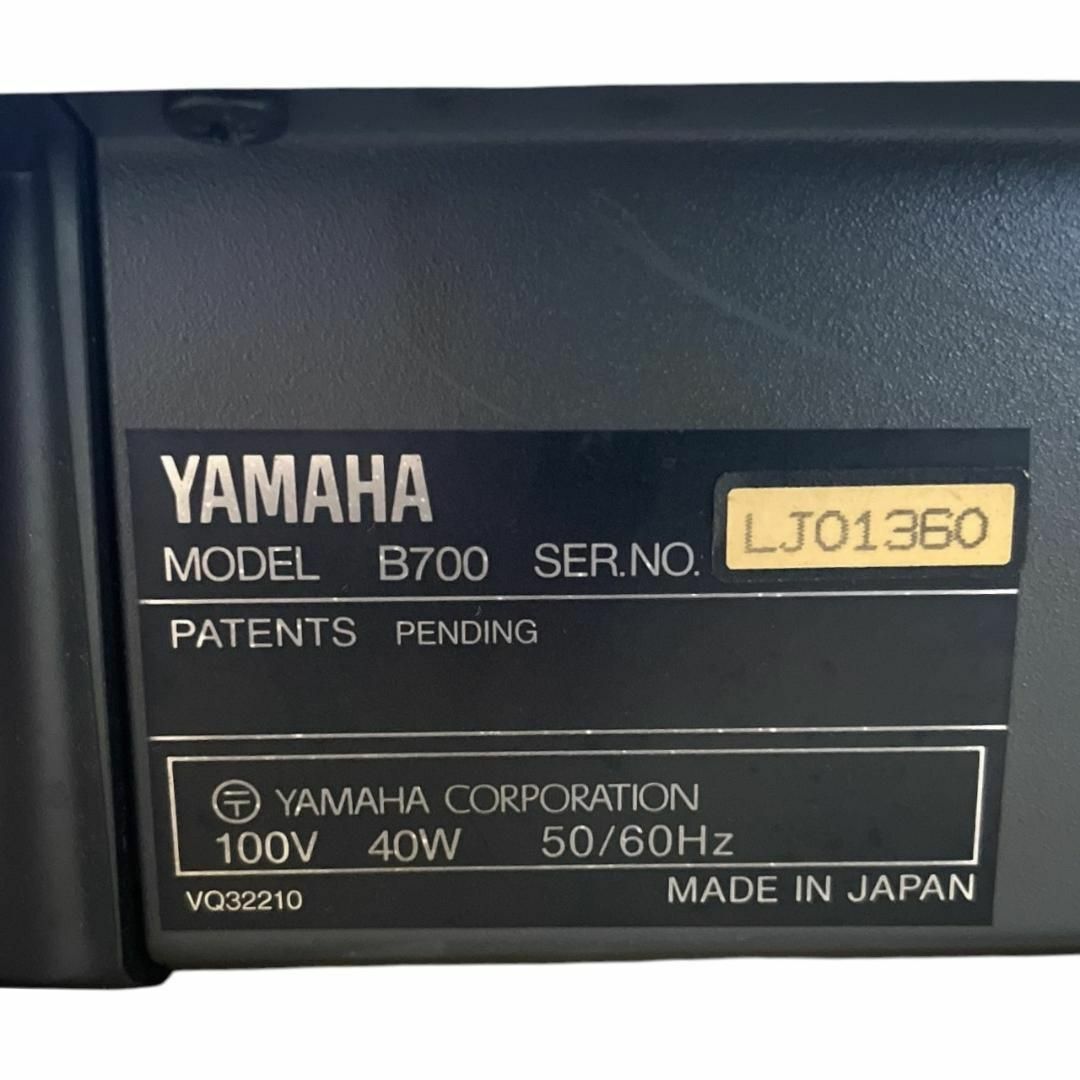 YAMAHA
MODEL B700 SER.NO. LJ01360
PATENTS PENDING
〶 YAMAHA CORPORATION
100V 40W 50/60Hz
VQ32210 MADE IN JAPAN